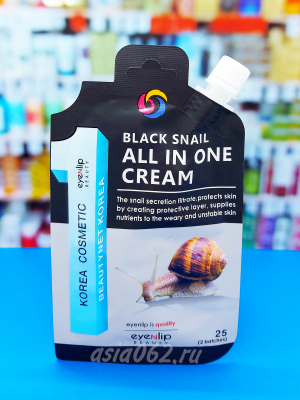 BLACK SNAIL
ALL IN ONE
CREAM
The snail secretion filtrate,protects skin
by creating protective layer, supplies
nutrients to the weary and unstable skin
eyeNlip
BEAUTY
KOREA COSMETIC
BEAUTYNET KOREA
eyenlip is quality
eyeNlip
BEAUTY
25
(2 batches)
asia062.ru